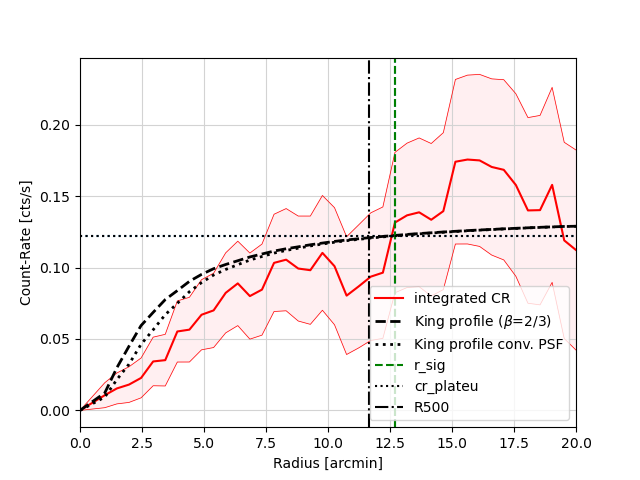 0.20
0.15
0.10
0.05
0.00
Count-Rate [cts/s]
integrated CR
King profile (β=2/3)
King profile conv. PSF
r_sig
cr_plateu
R500
0.0 2.5 5.0 7.5 10.0 12.5 15.0 17.5 20.0
Radius [arcmin]